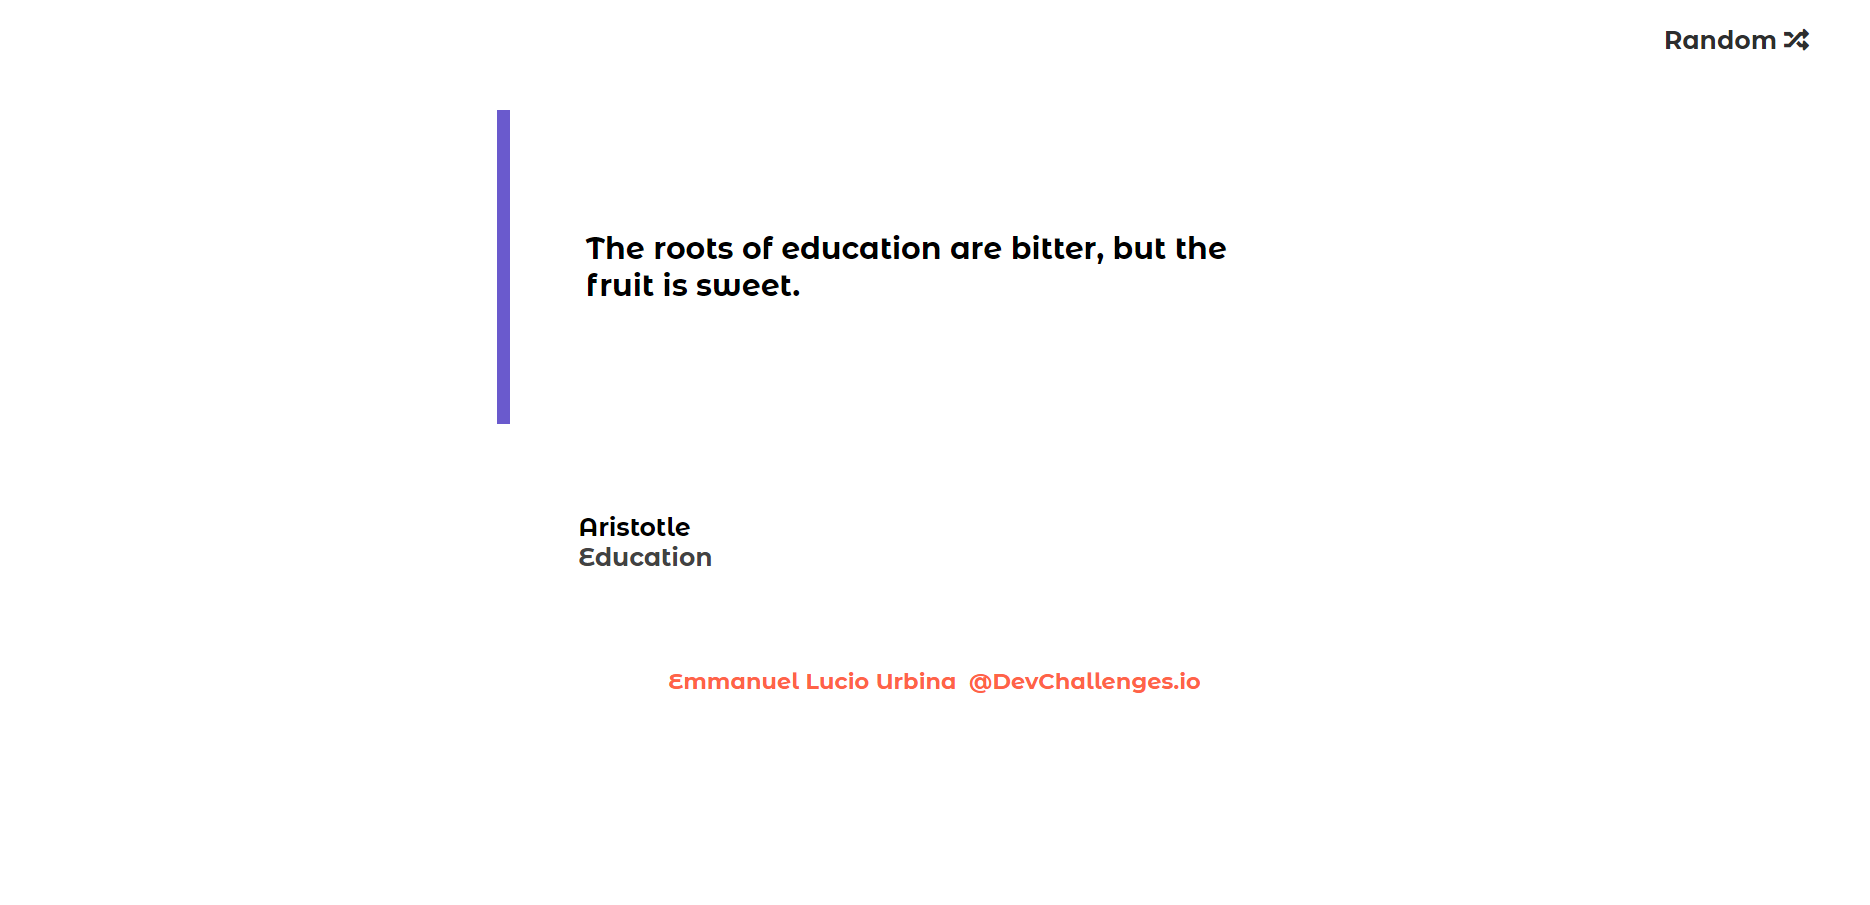 Random
The roots of education are bitter, but the
fruit is sweet.
Aristotle
Education
Emmanuel Lucio Urbina @DevChallenges.io